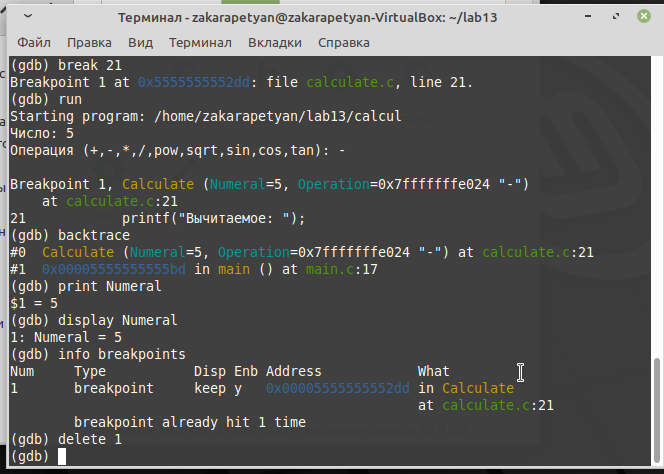 Терминал - zakarapetyan@zakarapetyan-VirtualBox: ~/lab13
Файл Правка Вид Терминал Вкладки Справка
(gdb) break 21
Breakpoint 1 at 0x5555555552dd: file calculate.c, line 21.
(gdb) run
Starting program: /home/zakarapetyan/lab13/calcul
Число: 5
Операция (+,-,*,/,pow,sqrt,sin,cos,tan): -
Breakpoint 1, Calculate (Numeral=5, Operation=0x7fffffffe024 "-")
at calculate.c:21
21 printf("Вычитаемое: ");
(gdb) backtrace
#0 Calculate (Numeral=5, Operation=0x7fffffffe024 "-") at calculate.c:21
#1 0x00005555555555bd in main () at main.c:17
(gdb) print Numeral
$1 = 5
(gdb) display Numeral
1: Numeral = 5
(gdb) info breakpoints
Num Type Disp Enb Address What
1 breakpoint keep y 0x00005555555552dd in Calculate
at calculate.c:21
breakpoint already hit 1 time
(gdb) delete 1
(gdb)